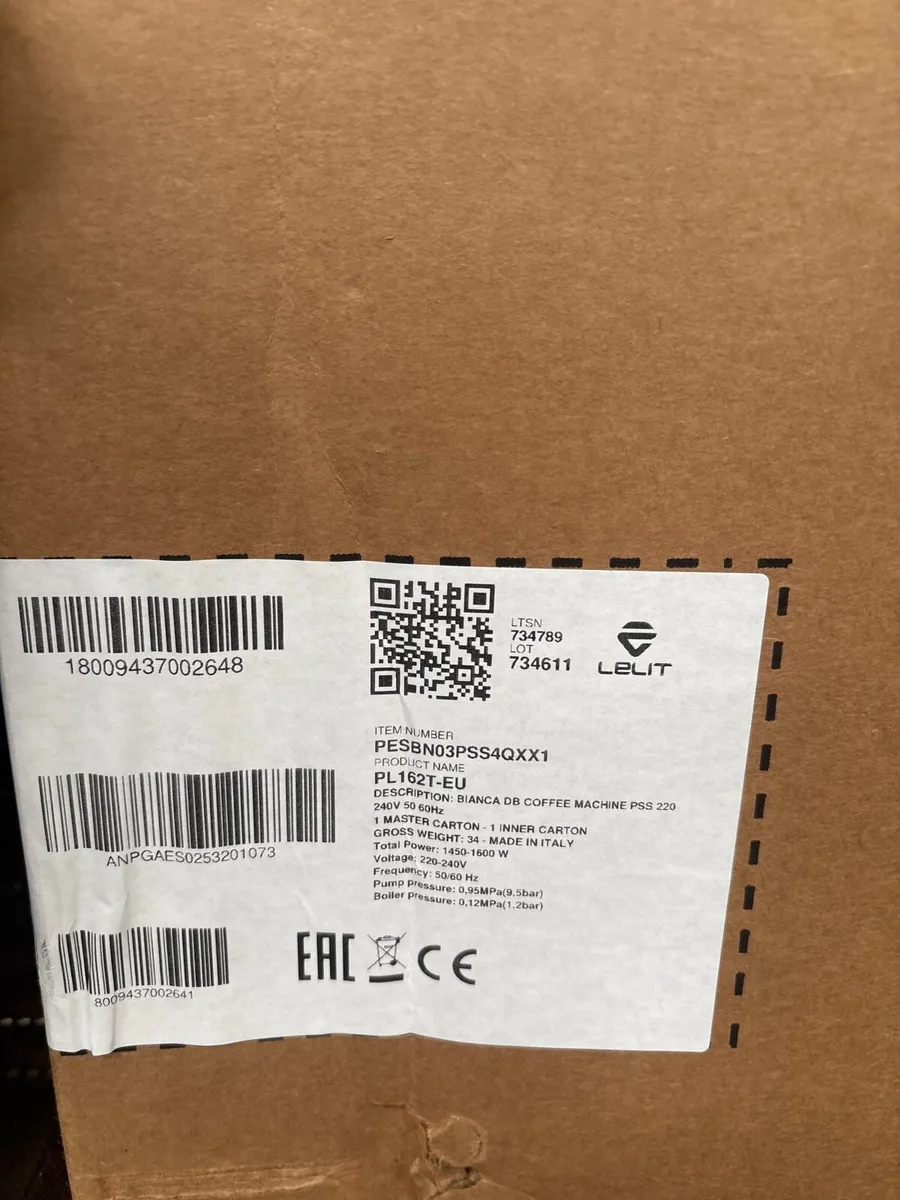 18009437002648
ANPGAES0253201073
8009437002641
LTSN
734789
LOT
734611
LELIT
ITEM NUMBER
PESBN03PSS4QXX1
PRODUCT NAME
PL162T-EU
DESCRIPTION: BIANCA DB COFFEE MACHINE PSS 220
240V 50 60Hz
1 MASTER CARTON - 1 INNER CARTON
GROSS WEIGHT: 34 - MADE IN ITALY
Total Power: 1450-1600 W
Voltage: 220-240V
Frequency: 50/60 Hz
Pump pressure: 0,95MPa(9.5bar)
Boiler pressure: 0,12MPa(1.2bar)
EAC CE